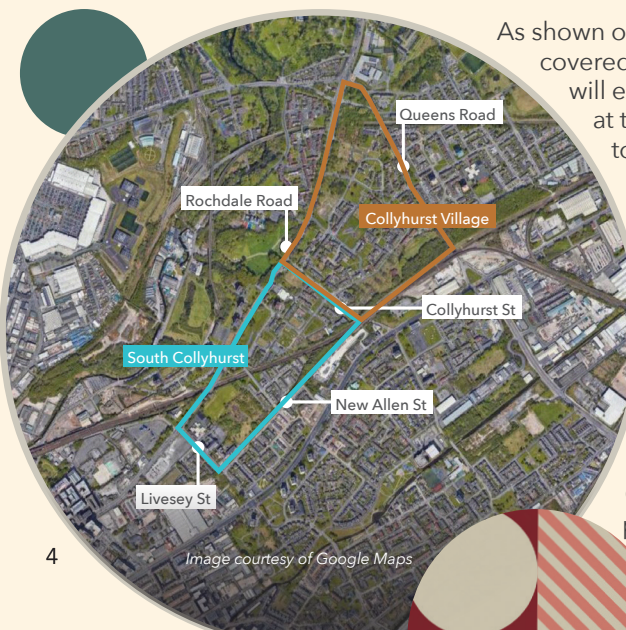 As shown o
covered
will e
at t
to
Queens Road
Rochdale Road
Collyhurst Village
Collyhurst St
South Collyhurst
New Allen St
Livesey St
4
Image courtesy of Google Maps